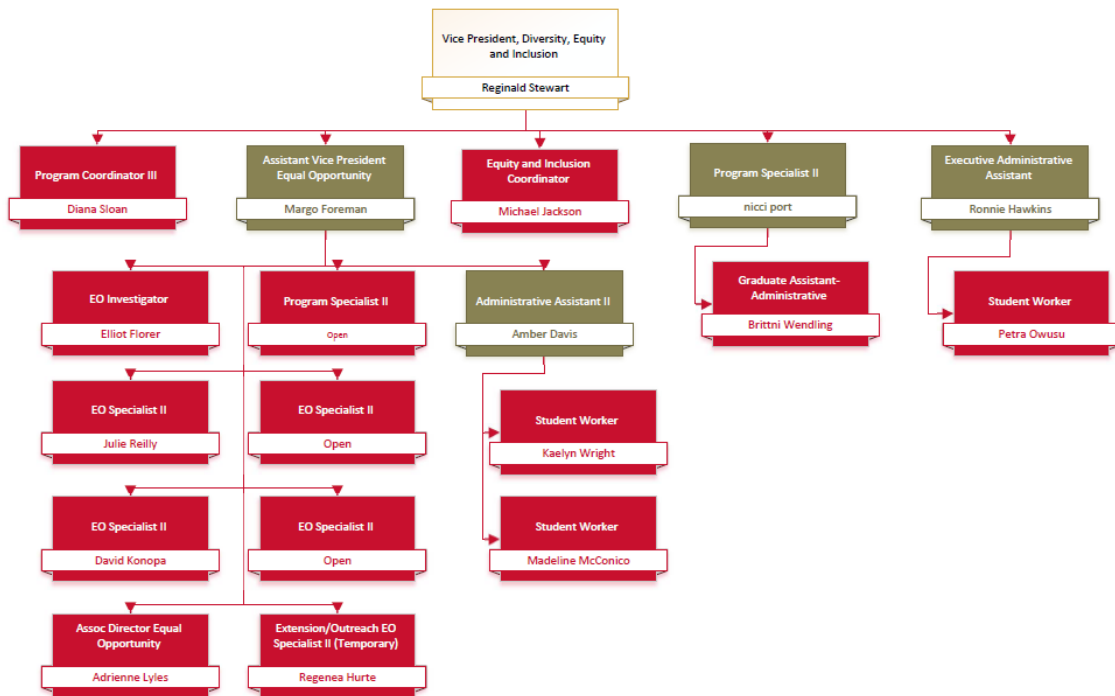 Vice President, Diversity, Equity
and Inclusion
Reginald Stewart
Program Coordinator III
Diana Sloan
Assistant Vice President
Equal Opportunity
Margo Foreman
Equity and Inclusion
Coordinator
Michael Jackson
Program Specialist II
nicci port
Executive Administrative
Assistant
Ronnie Hawkins
EO Investigator
Elliot Florer
Program Specialist II
Open
Administrative Assistant II
Amber Davis
Graduate Assistant-
Administrative
Brittni Wendling
Student Worker
Petra Owusu
EO Specialist II
Julie Reilly
EO Specialist II
Open
Student Worker
Kaelyn Wright
EO Specialist II
David Konopa
EO Specialist II
Open
Student Worker
Madeline McConico
Assoc Director Equal
Opportunity
Adrienne Lyles
Extension/Outreach EO
Specialist II (Temporary)
Regenea Hurte